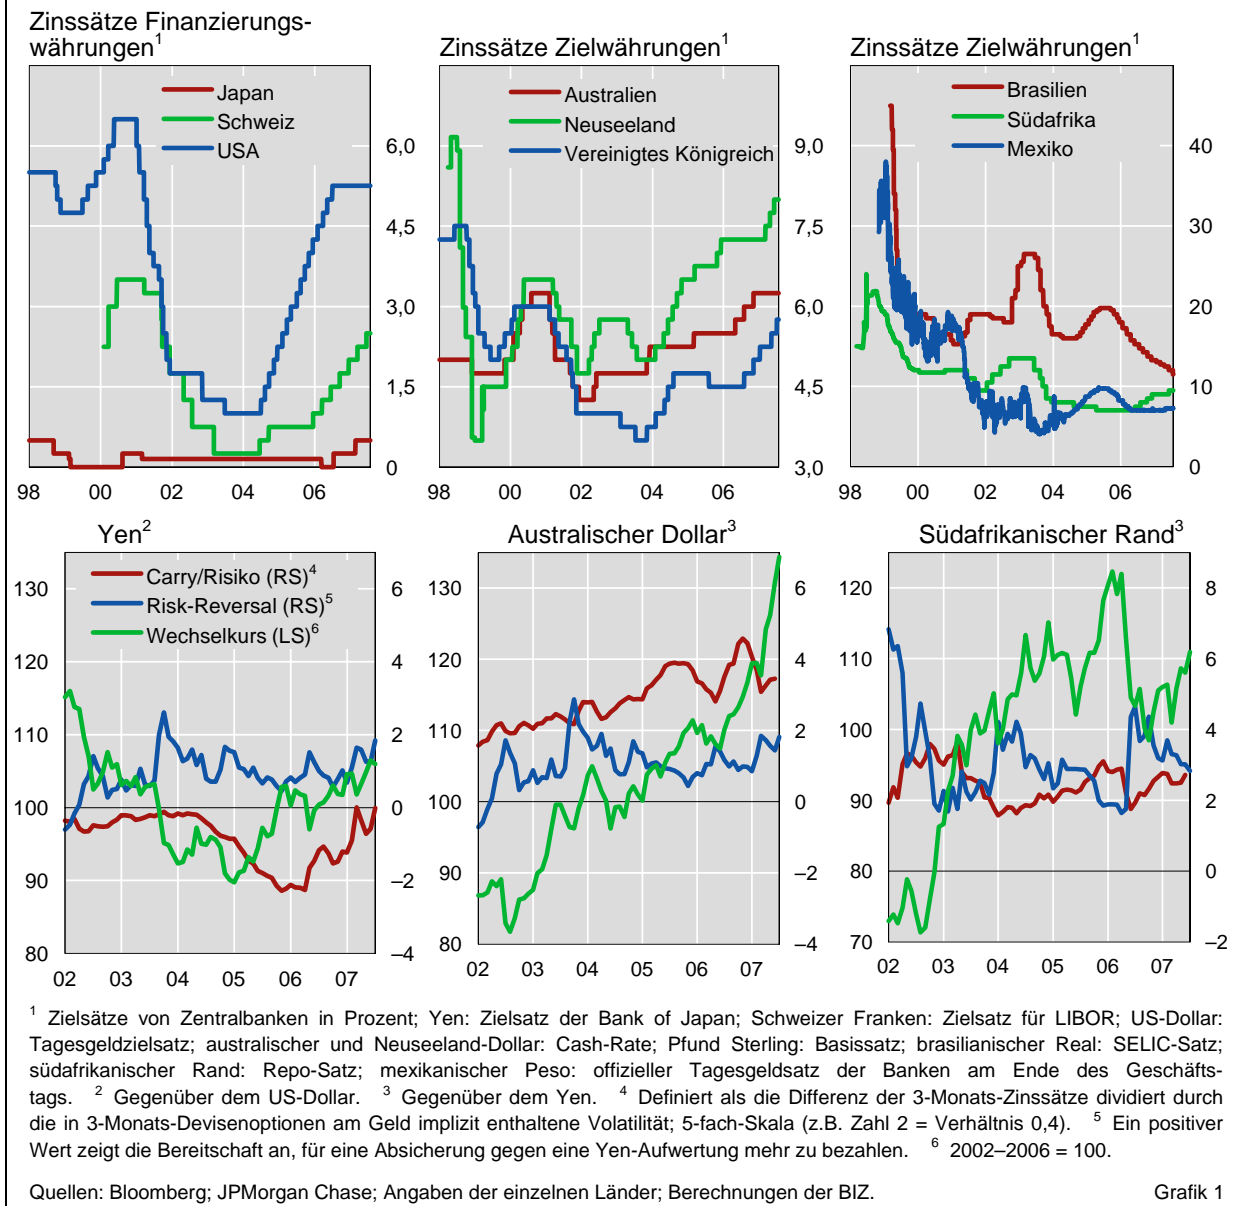 Zinssätze Finanzierungs-
währungen1
Zinssätze Zielwährungen1
Zinssätze Zielwährungen1
Japan
Schweiz
USA
6,0
4,5
3,0
1,5
0
98 00 02 04 06
Australien
Neuseeland
Vereinigtes Königreich
9,0
7,5
6,0
4,5
3,0
98 00 02 04 06
Brasilien
Südafrika
Mexiko
40
30
20
10
0
98 00 02 04 06
Yen2
Australischer Dollar3
Südafrikanischer Rand3
Carry/Risiko (RS)4
Risk-Reversal (RS)5
Wechselkurs (LS)6
130
120
110
100
90
80
6
4
2
0
–2
–4
02 03 04 05 06 07
130
120
110
100
90
80
6
4
2
0
–2
–4
02 03 04 05 06 07
120
110
100
90
80
70
8
6
4
2
0
–2
02 03 04 05 06 07
1 Zielsätze von Zentralbanken in Prozent; Yen: Zielsatz der Bank of Japan; Schweizer Franken: Zielsatz für LIBOR; US-Dollar:
Tagesgeldzielsatz; australischer und Neuseeland-Dollar: Cash-Rate; Pfund Sterling: Basissatz; brasilianischer Real: SELIC-Satz;
südafrikanischer Rand: Repo-Satz; mexikanischer Peso: offizieller Tagesgeldsatz der Banken am Ende des Geschäfts-
tags. 2 Gegenüber dem US-Dollar. 3 Gegenüber dem Yen. 4 Definiert als die Differenz der 3-Monats-Zinssätze dividiert durch
die in 3-Monats-Devisenoptionen am Geld implizit enthaltene Volatilität; 5-fach-Skala (z.B. Zahl 2 = Verhältnis 0,4). 5 Ein positiver
Wert zeigt die Bereitschaft an, für eine Absicherung gegen eine Yen-Aufwertung mehr zu bezahlen. 6 2002–2006 = 100.
Quellen: Bloomberg; JPMorgan Chase; Angaben der einzelnen Länder; Berechnungen der BIZ. Grafik 1